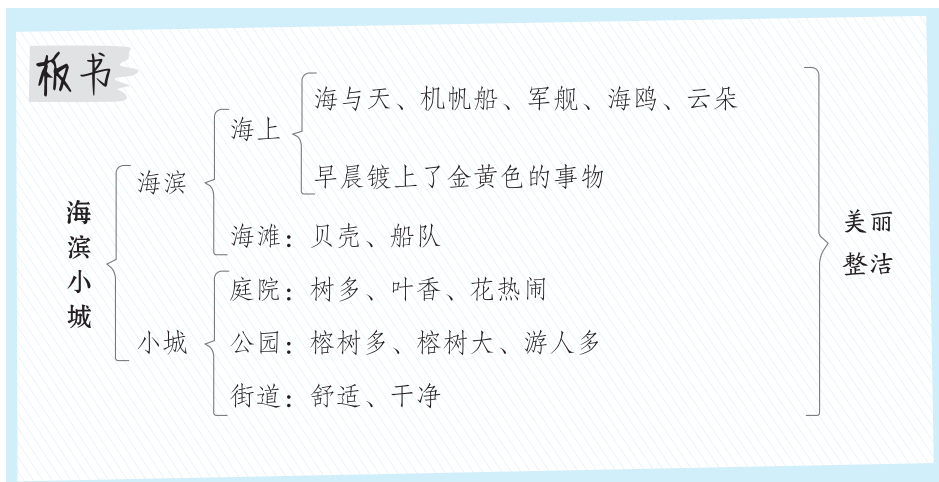 板书
海滨小城
海滨
海上
海与天、机帆船、军舰、海鸥、云朵
早晨镀上了金黄色的事物
海滩：贝壳、船队
小城
庭院：树多、叶香、花热闹
公园：榕树多、榕树大、游人多
街道：舒适、干净
美丽
整洁